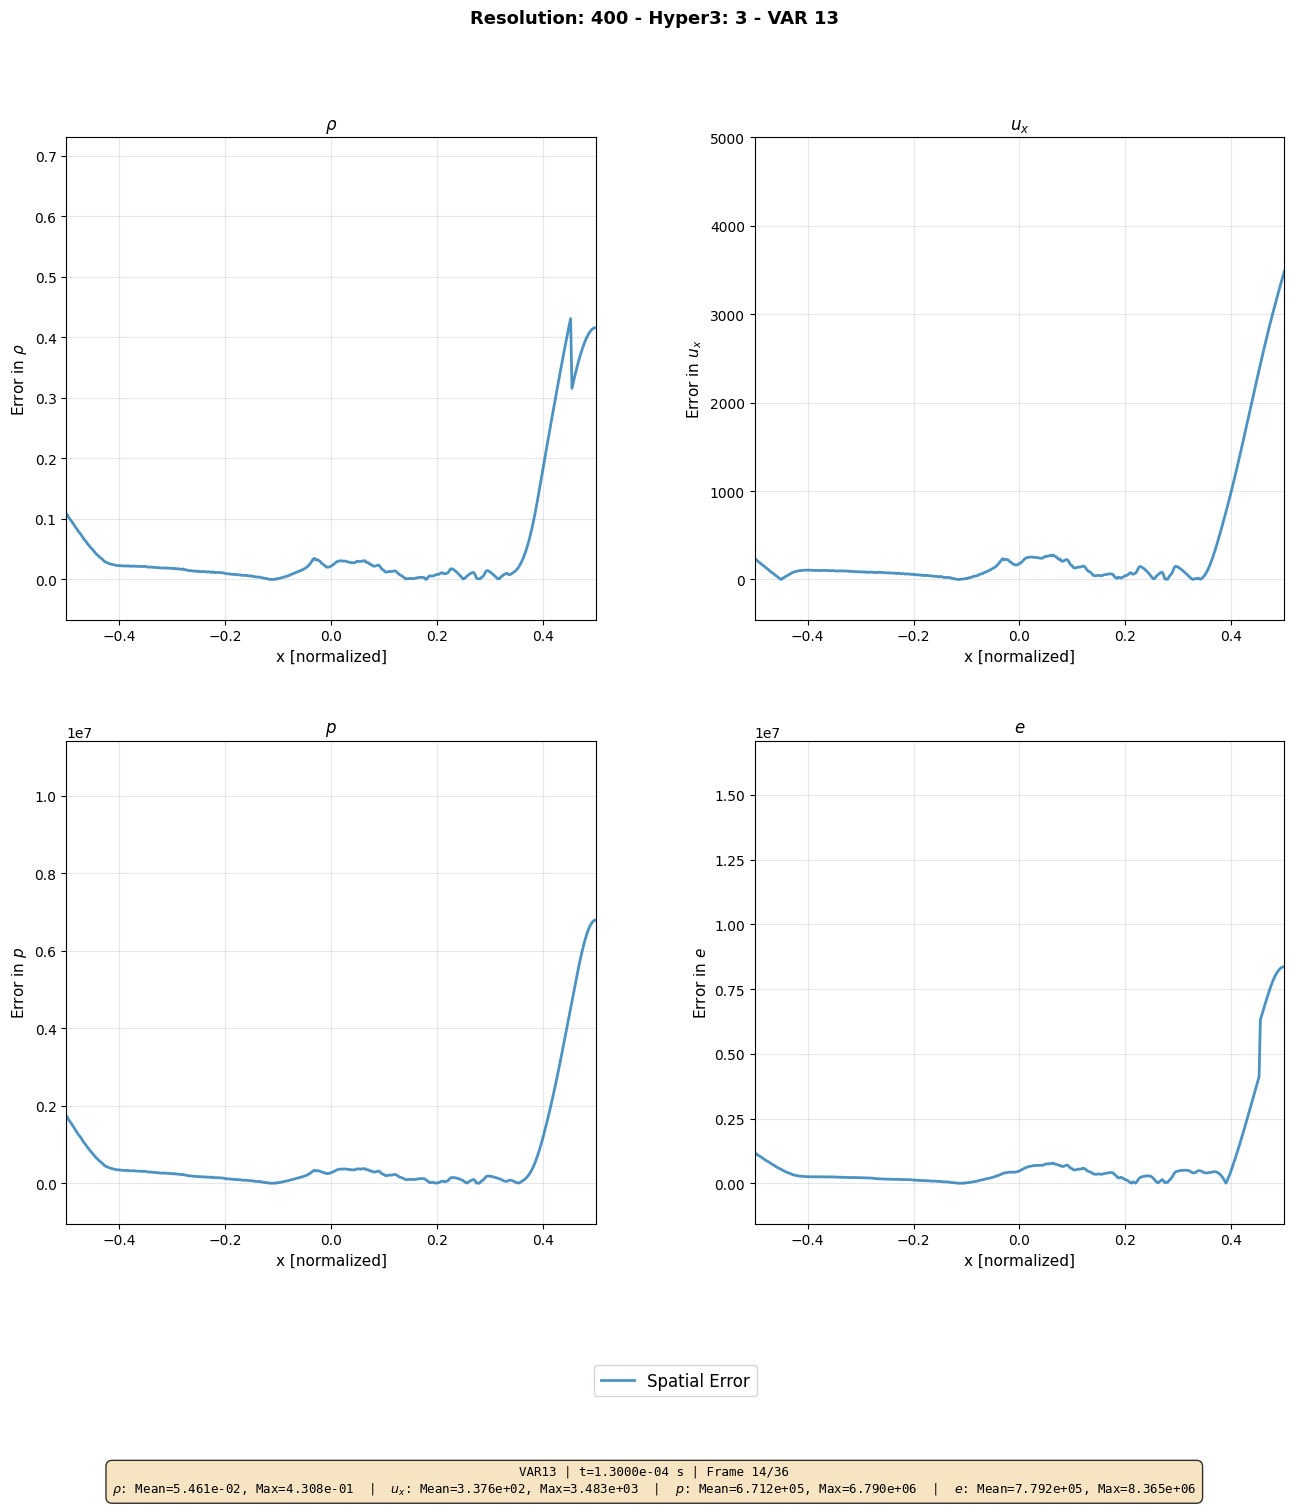 Resolution: 400 - Hyper3: 3 - VAR 13
ρ
0.7
0.6
0.5
0.4
0.3
0.2
0.1
0.0
Error in ρ
−0.4
−0.2
0.0
0.2
0.4
x [normalized]
u_x
5000
4000
3000
2000
1000
0
Error in u_x
−0.4
−0.2
0.0
0.2
0.4
x [normalized]
p
1e7
1.0
0.8
0.6
0.4
0.2
0.0
Error in p
−0.4
−0.2
0.0
0.2
0.4
x [normalized]
e
1e7
1.50
1.25
1.00
0.75
0.50
0.25
0.00
Error in e
−0.4
−0.2
0.0
0.2
0.4
x [normalized]
Spatial Error
VAR13 | t=1.3000e-04 s | Frame 14/36
ρ: Mean=5.461e-02, Max=4.308e-01 | u_x: Mean=3.376e+02, Max=3.483e+03 | p: Mean=6.712e+05, Max=6.790e+06 | e: Mean=7.792e+05, Max=8.365e+06